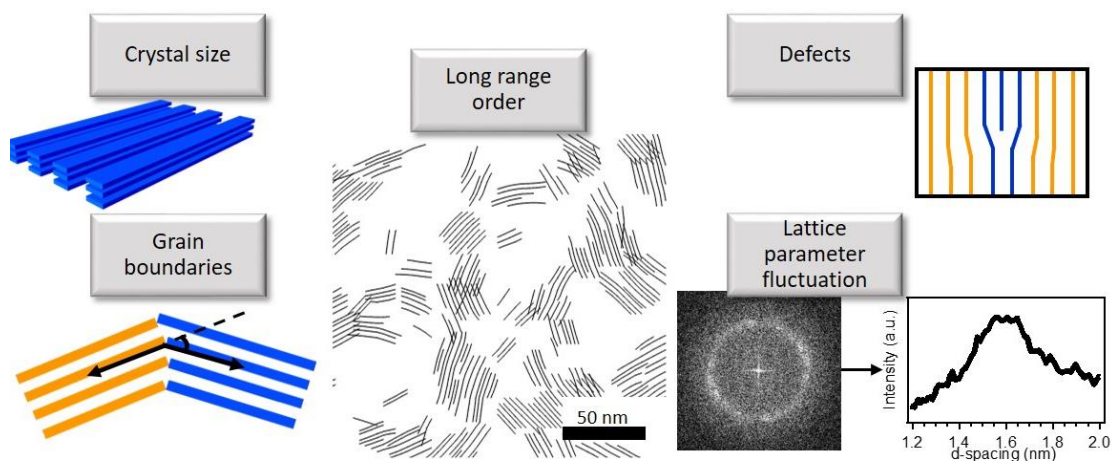 Crystal size
Long range
order
Defects
Grain
boundaries
50 nm
Lattice
parameter
fluctuation
Intensity (a.u.)
1.2 1.4 1.6 1.8 2.0
d-spacing (nm)